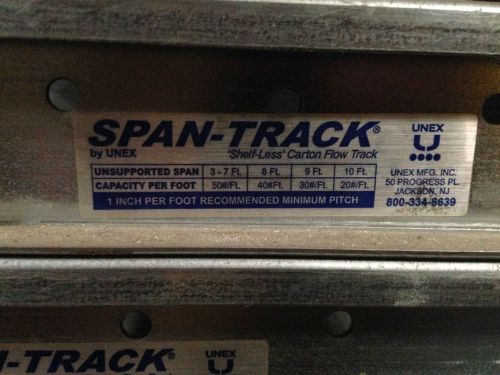 SPAN-TRACK®
by UNEX 'Shelf-Less' Carton Flow Track
UNSUPPORTED SPAN 3 - 7 FT. 8 FT. 9 FT. 10 FT.
CAPACITY PER FOOT 50#/FT. 40#/FT. 30#/FT. 20#/FT.
1 INCH PER FOOT RECOMMENDED MINIMUM PITCH
UNEX
UNEX MFG. INC.
50 PROGRESS PL.
JACKSON, NJ
800-334-8639
N-TRACK®
UNEX